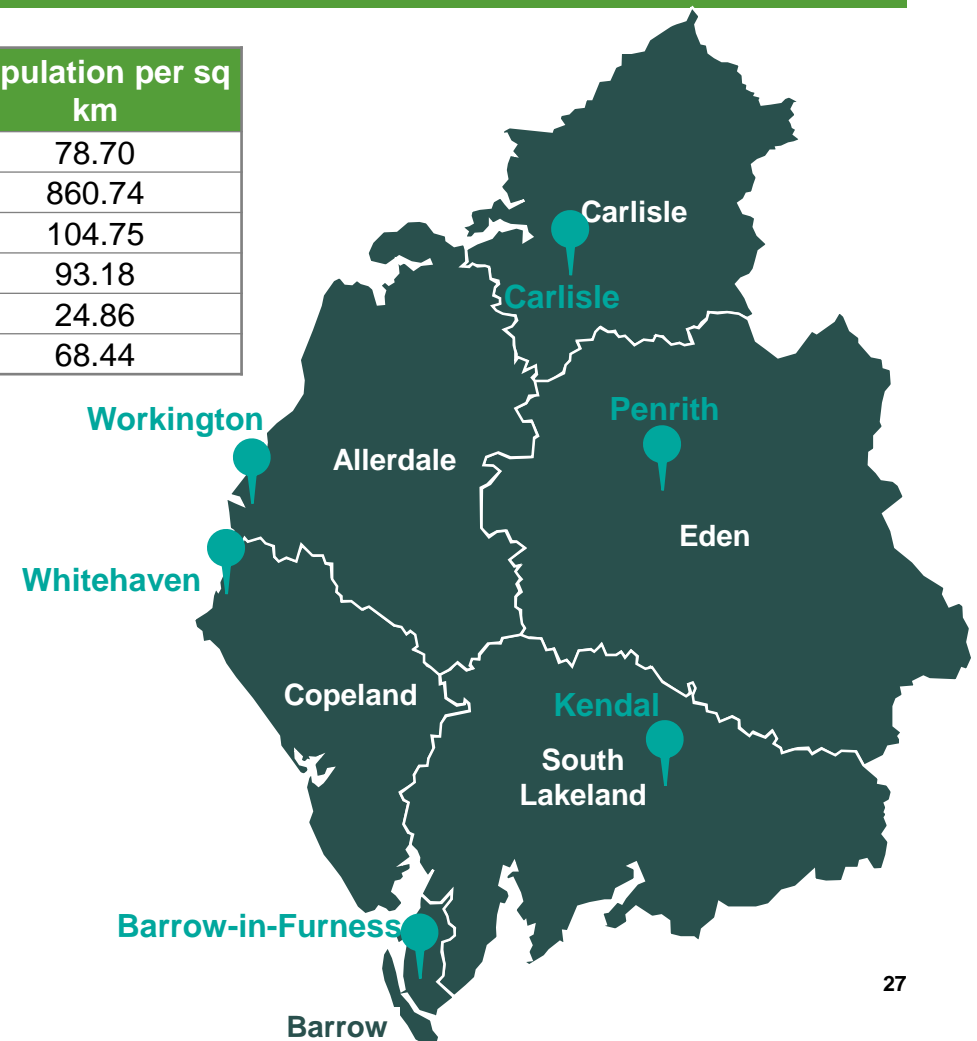 pulation per sq
km
78.70
860.74
104.75
93.18
24.86
68.44
Carlisle
Carlisle
Penrith
Workington
Allerdale
Eden
Whitehaven
Copeland
Kendal
South
Lakeland
Barrow-in-Furness
27
Barrow